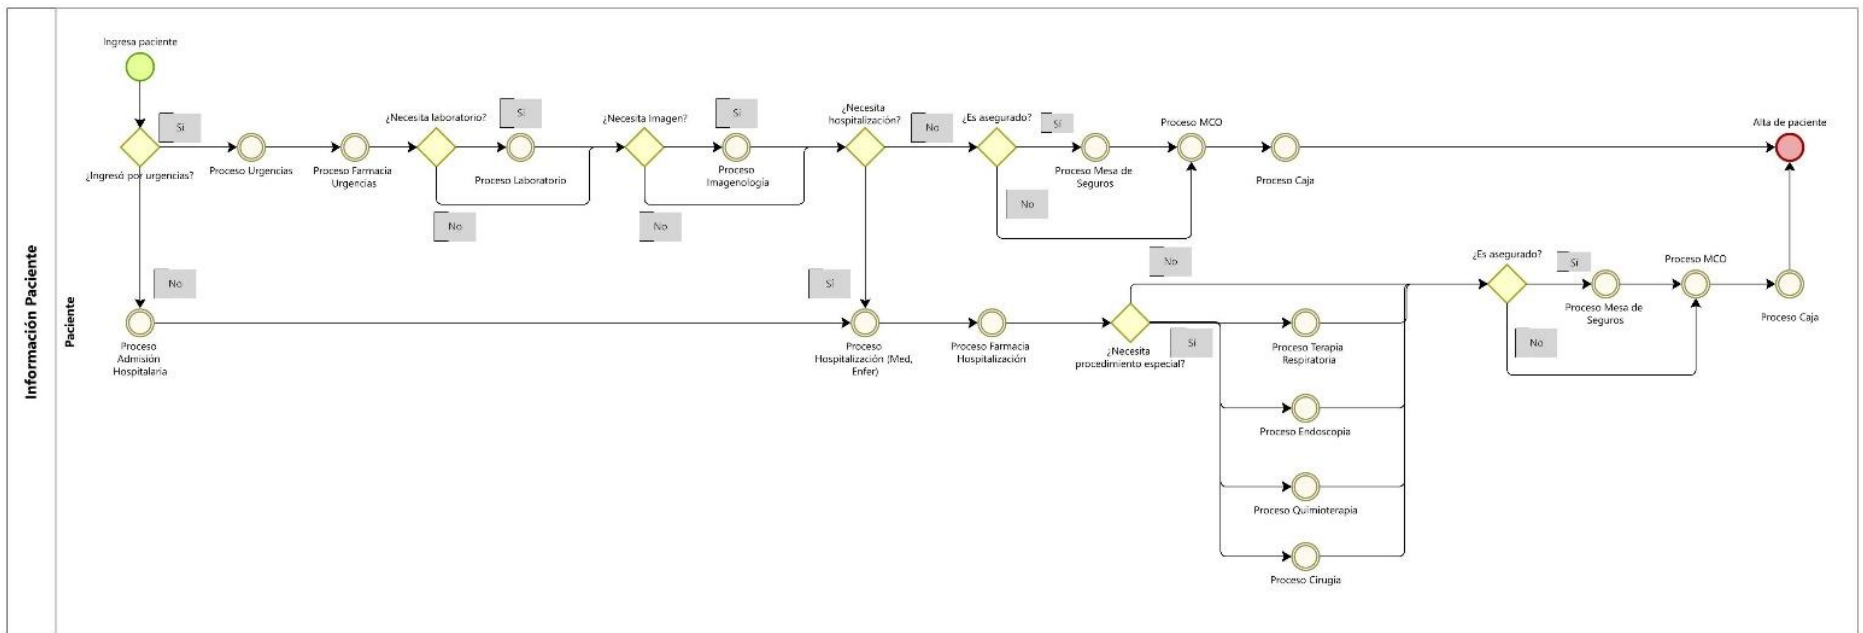 Información Paciente
Paciente
Ingresa paciente
Si
¿Ingresó por urgencias?
Proceso Urgencias
Proceso Farmacia
Urgencias
¿Necesita laboratorio?
Si
Proceso Laboratorio
No
¿Necesita Imagen?
Si
Proceso
Imagenologia
No
¿Necesita
hospitalización?
No
¿Es asegurado?
Si
Proceso Mesa de
Seguros
No
Proceso MCO
Proceso Caja
Alta de paciente
No
Proceso
Admisión
Hospitalaria
Si
Proceso
Hospitalización (Med,
Enfer)
Proceso Farmacia
Hospitalización
No
¿Necesita
procedimiento especial?
Si
Proceso Terapia
Respiratoria
Proceso Endoscopia
Proceso Quimioterapia
Proceso Cirugia
¿Es asegurado?
Si
Proceso Mesa de
Seguros
No
Proceso MCO
Proceso Caja